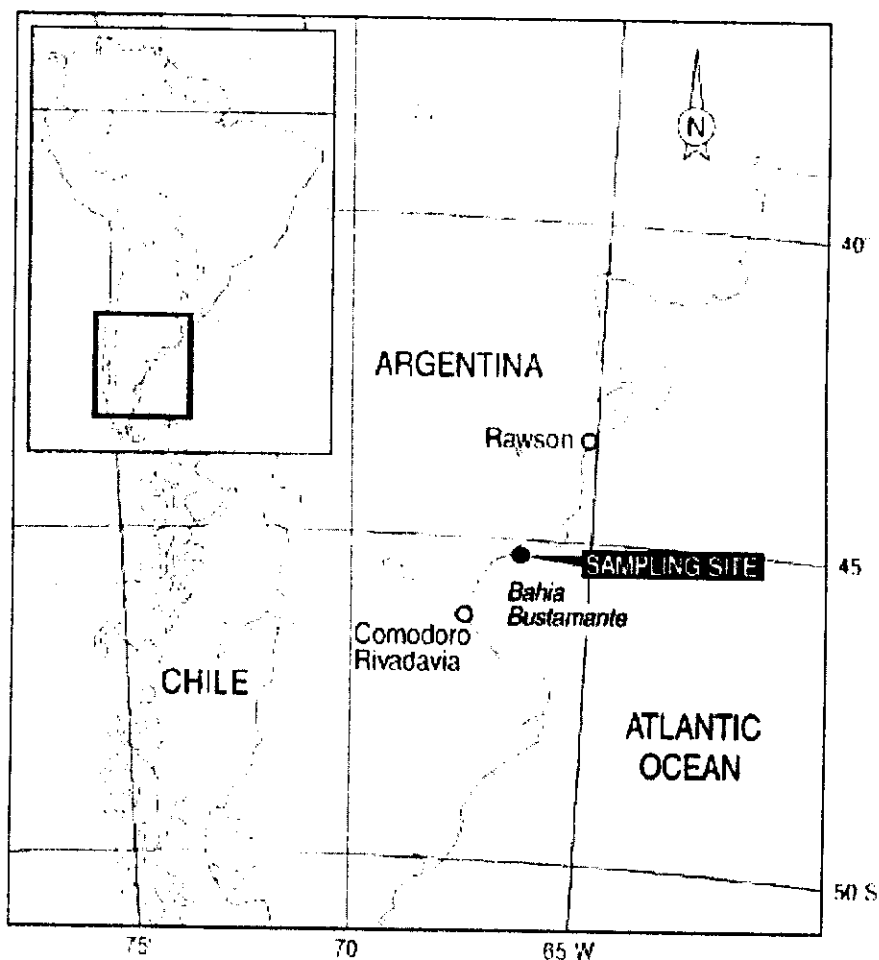 N
40°
ARGENTINA
Rawson
SAMPLING SITE
45
Bahia
Bustamante
Comodoro
Rivadavia
CHILE
ATLANTIC
OCEAN
50 S
75°
70
65 W